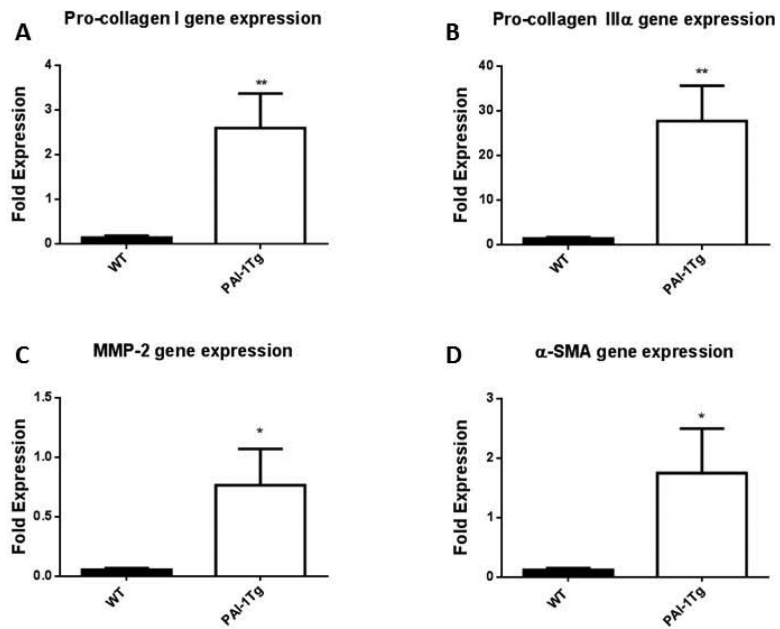 A
Pro-collagen I gene expression
Fold Expression
4
3
2
1
0
**
WT
PAI-1Tg
B
Pro-collagen IIIα gene expression
Fold Expression
40
30
20
10
0
**
WT
PAI-1Tg
C
MMP-2 gene expression
Fold Expression
1.5
1.0
0.5
0.0
*
WT
PAI-1Tg
D
α-SMA gene expression
Fold Expression
3
2
1
0
*
WT
PAI-1Tg